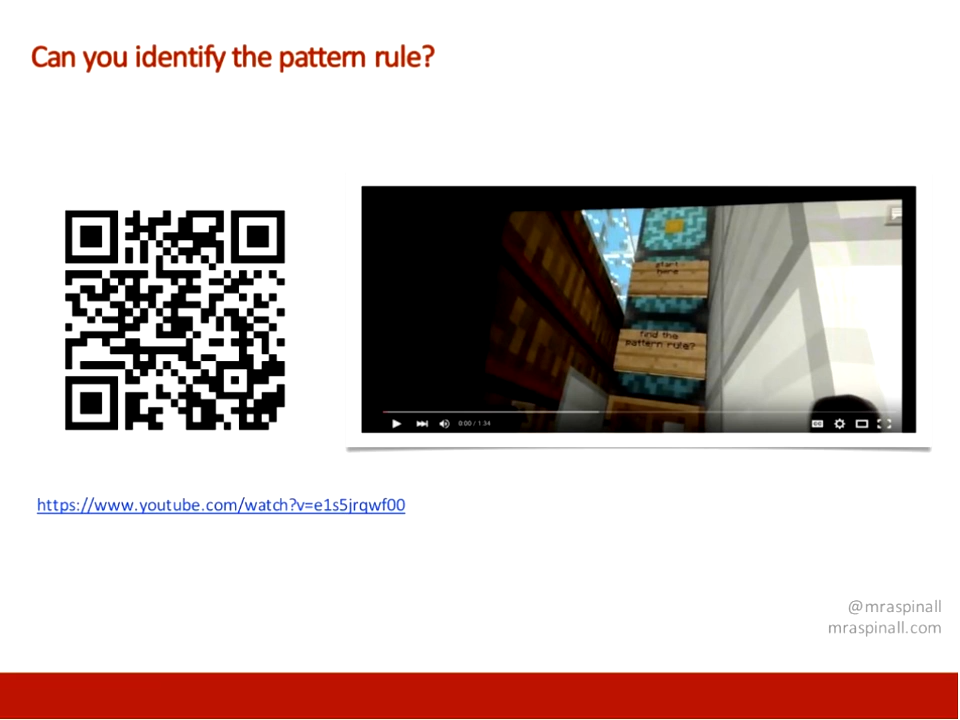 Can you identify the pattern rule?
start
here
find the
pattern rule?
0:00 / 1:34
https://www.youtube.com/watch?v=e1s5jrqwf00
@mraspinall
mraspinall.com